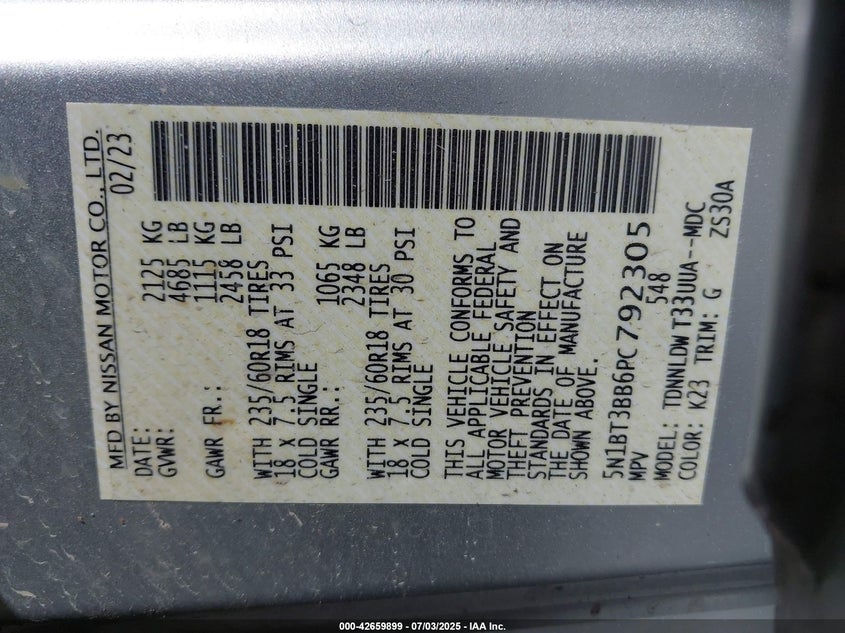 MFD BY NISSAN MOTOR CO., LTD.
DATE: 02/23
GVWR: 2125 KG
4685 LB
GAWR FR.: 1115 KG
2458 LB
WITH 235/60R18 TIRES
18 X 7.5 RIMS AT 33 PSI
COLD SINGLE
GAWR RR.: 1065 KG
2348 LB
WITH 235/60R18 TIRES
18 X 7.5 RIMS AT 30 PSI
COLD SINGLE
THIS VEHICLE CONFORMS TO
ALL APPLICABLE FEDERAL
MOTOR VEHICLE SAFETY AND
THEFT PREVENTION
STANDARDS IN EFFECT ON
THE DATE OF MANUFACTURE
SHOWN ABOVE.
5N1BT3BB6PC792305
MPV 548
MODEL: TDNNLDW T33UUA--MDC
COLOR: K23 TRIM: G ZS30A
000-42659899 - 07/03/2025 - IAA Inc.